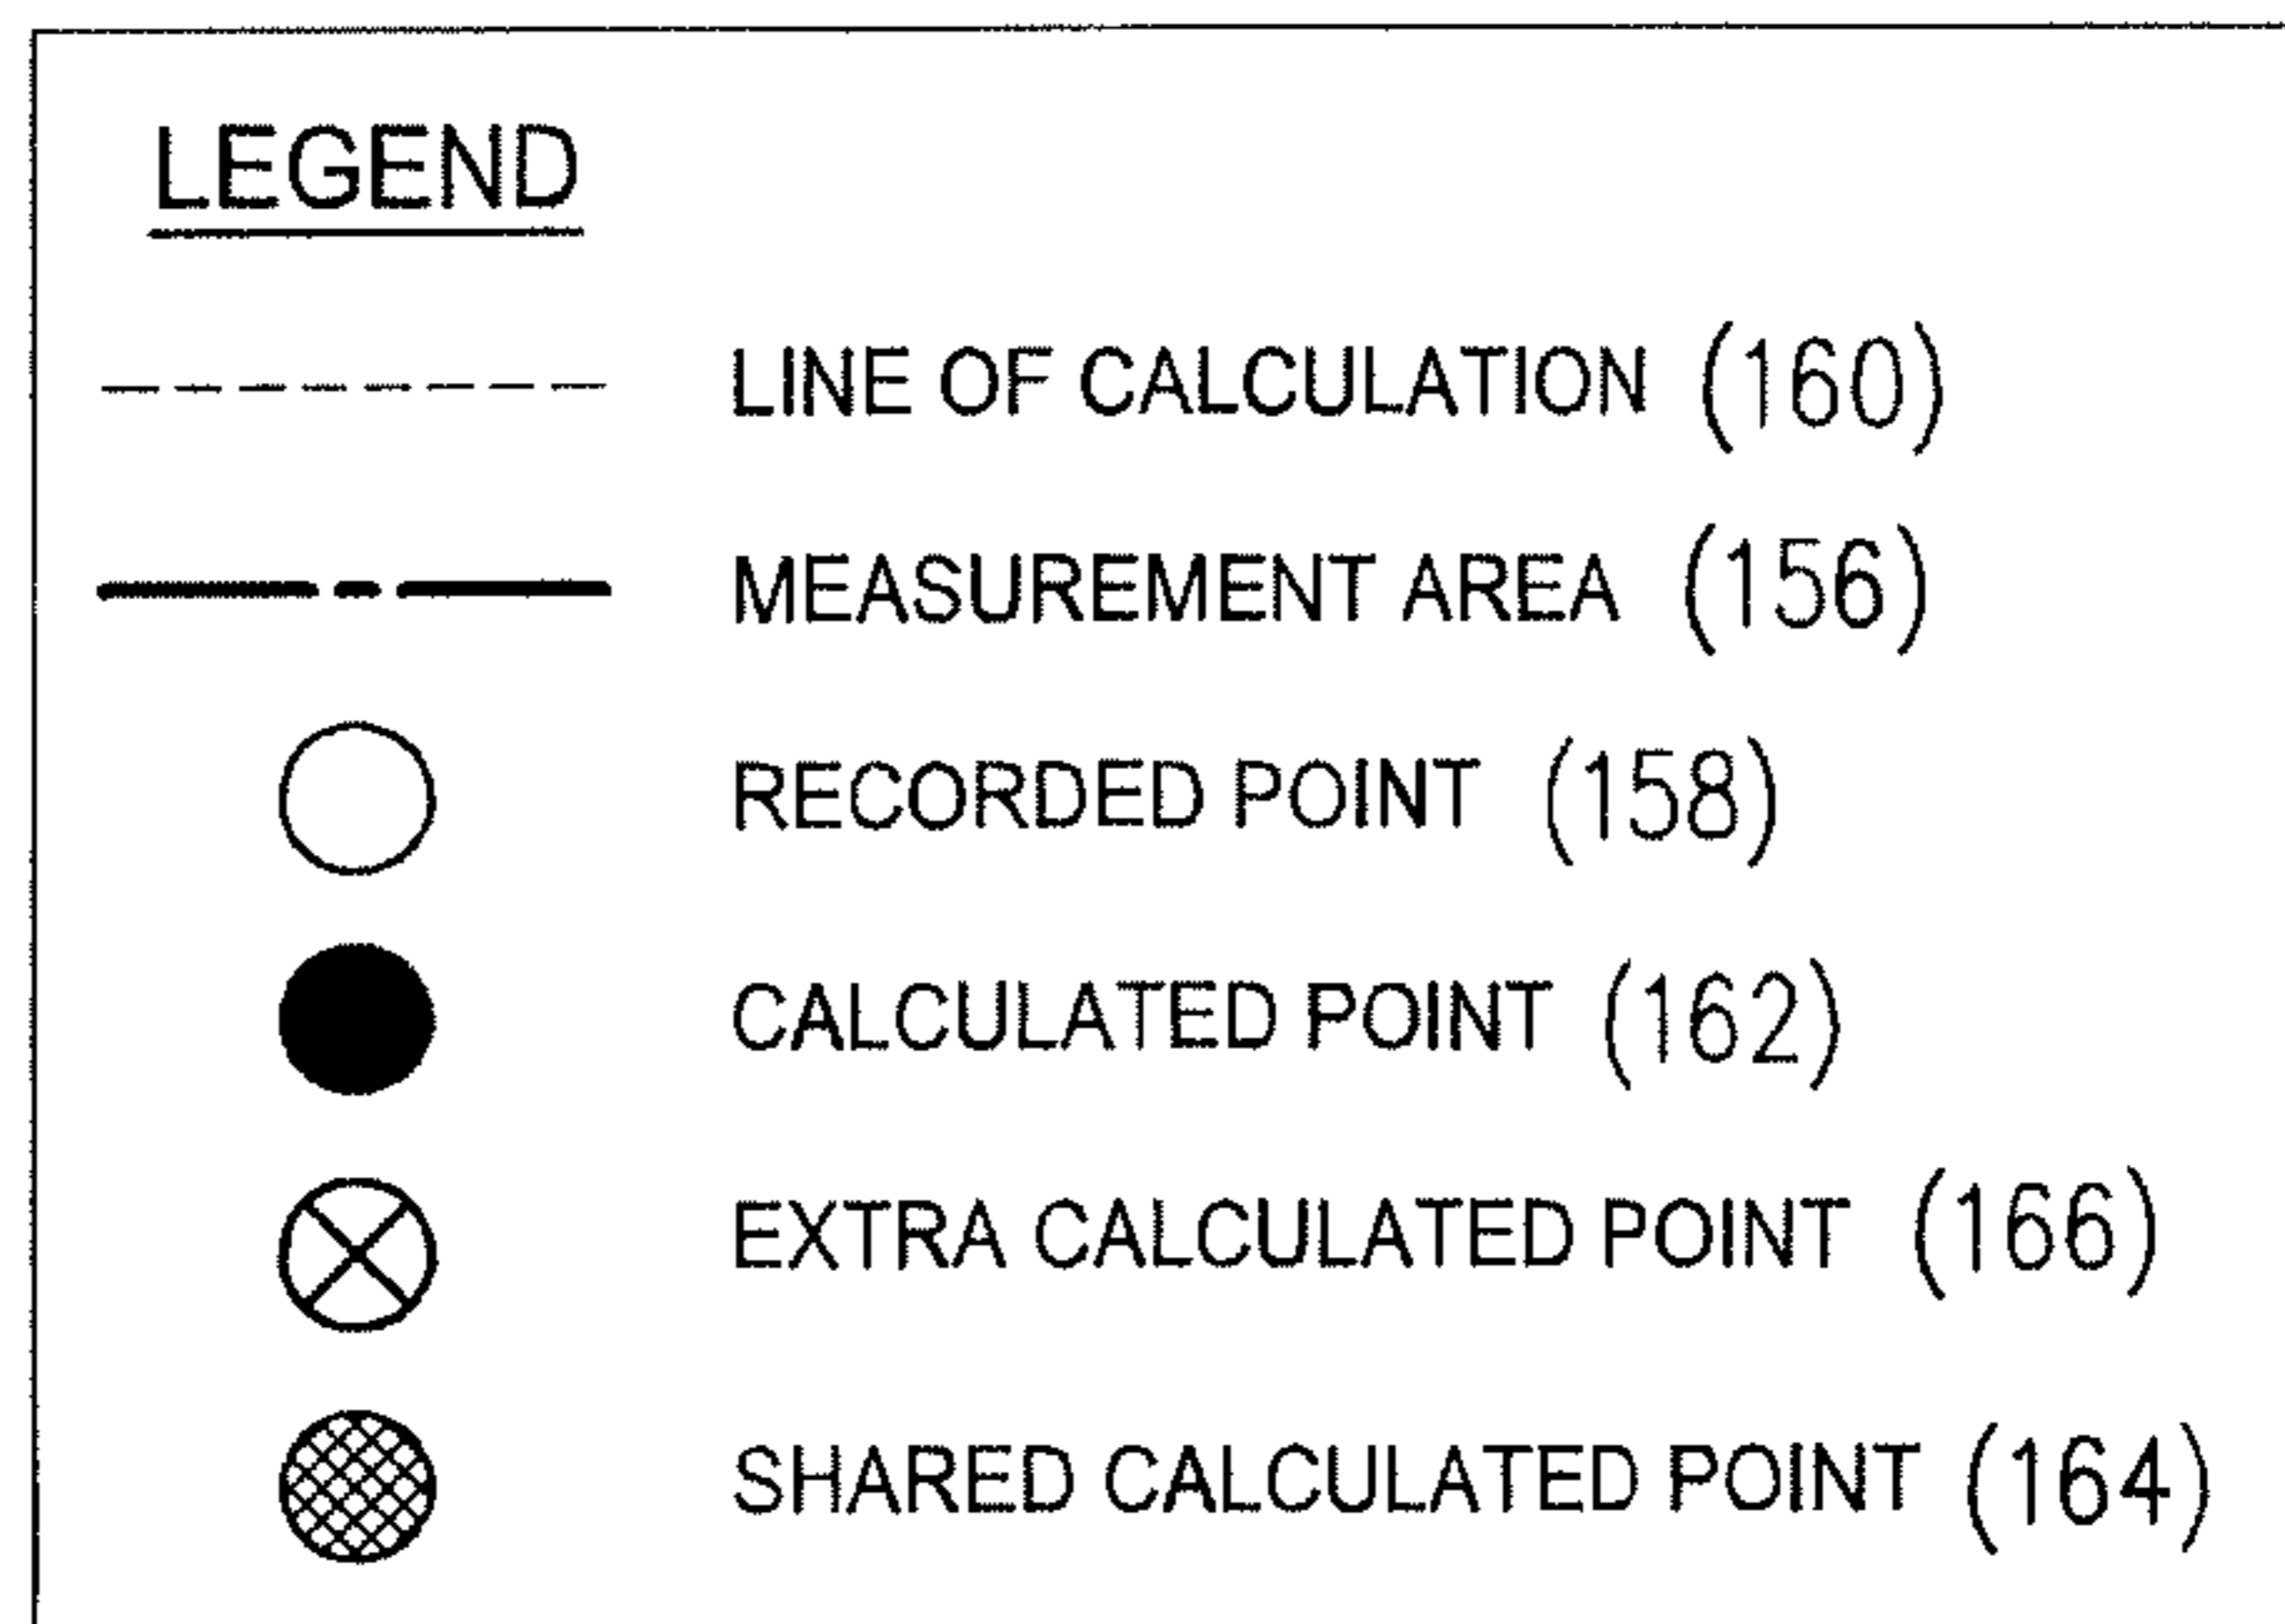 LEGEND
LINE OF CALCULATION (160)
MEASUREMENT AREA (156)
RECORDED POINT (158)
CALCULATED POINT (162)
EXTRA CALCULATED POINT (166)
SHARED CALCULATED POINT (164)